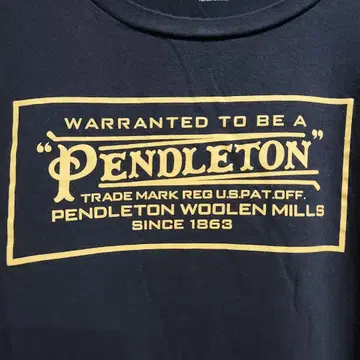 WARRANTED TO BE A
"PENDLETON"
TRADE MARK REG U.S.PAT.OFF.
PENDLETON WOOLEN MILLS
SINCE 1863